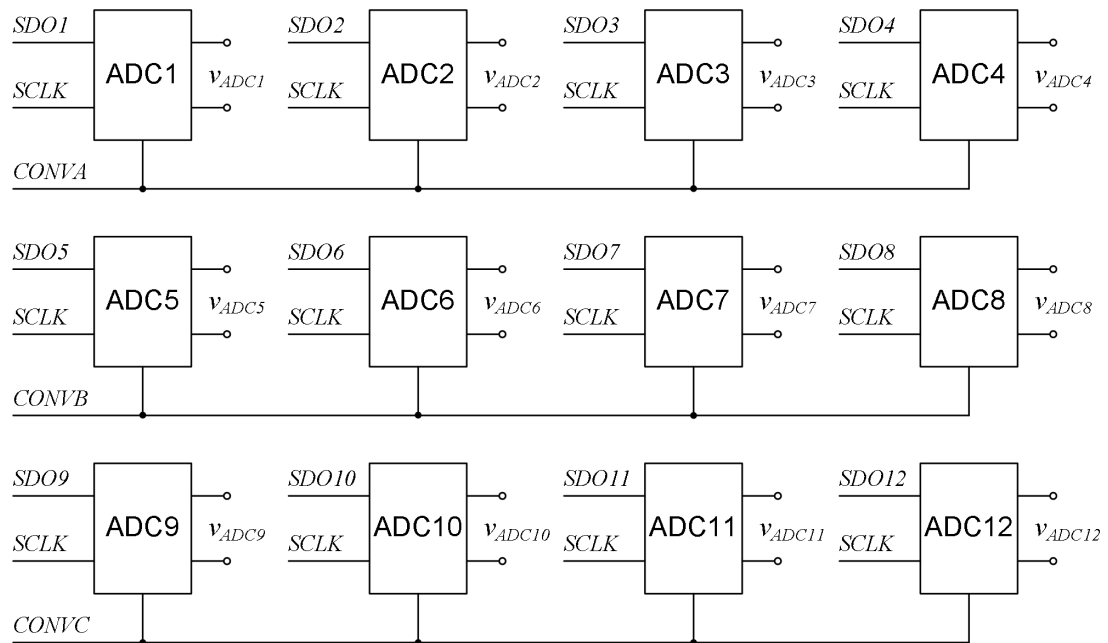 SDO1 SDO2 SDO3 SDO4
ADC1 vADC1 ADC2 vADC2 ADC3 vADC3 ADC4 vADC4
SCLK SCLK SCLK SCLK
CONVA
SDO5 SDO6 SDO7 SDO8
ADC5 vADC5 ADC6 vADC6 ADC7 vADC7 ADC8 vADC8
SCLK SCLK SCLK SCLK
CONVB
SDO9 SDO10 SDO11 SDO12
ADC9 vADC9 ADC10 vADC10 ADC11 vADC11 ADC12 vADC12
SCLK SCLK SCLK SCLK
CONVC